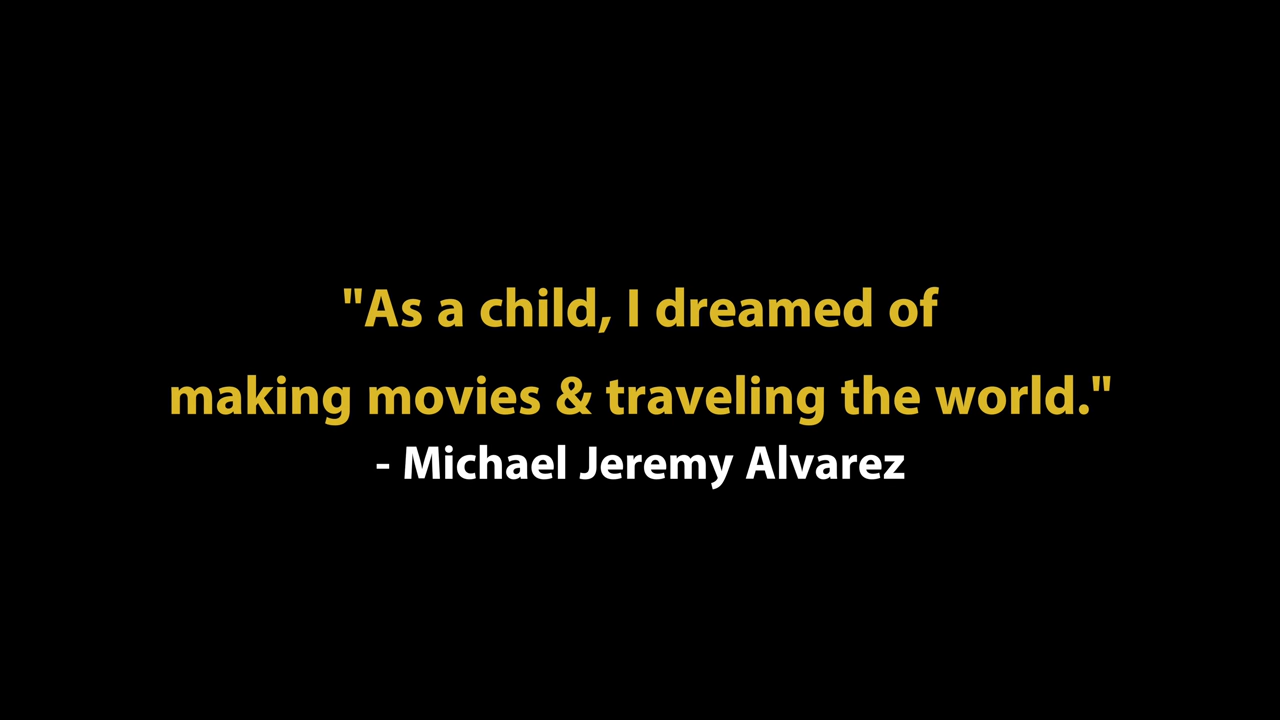 "As a child, I dreamed of
making movies & traveling the world."
- Michael Jeremy Alvarez